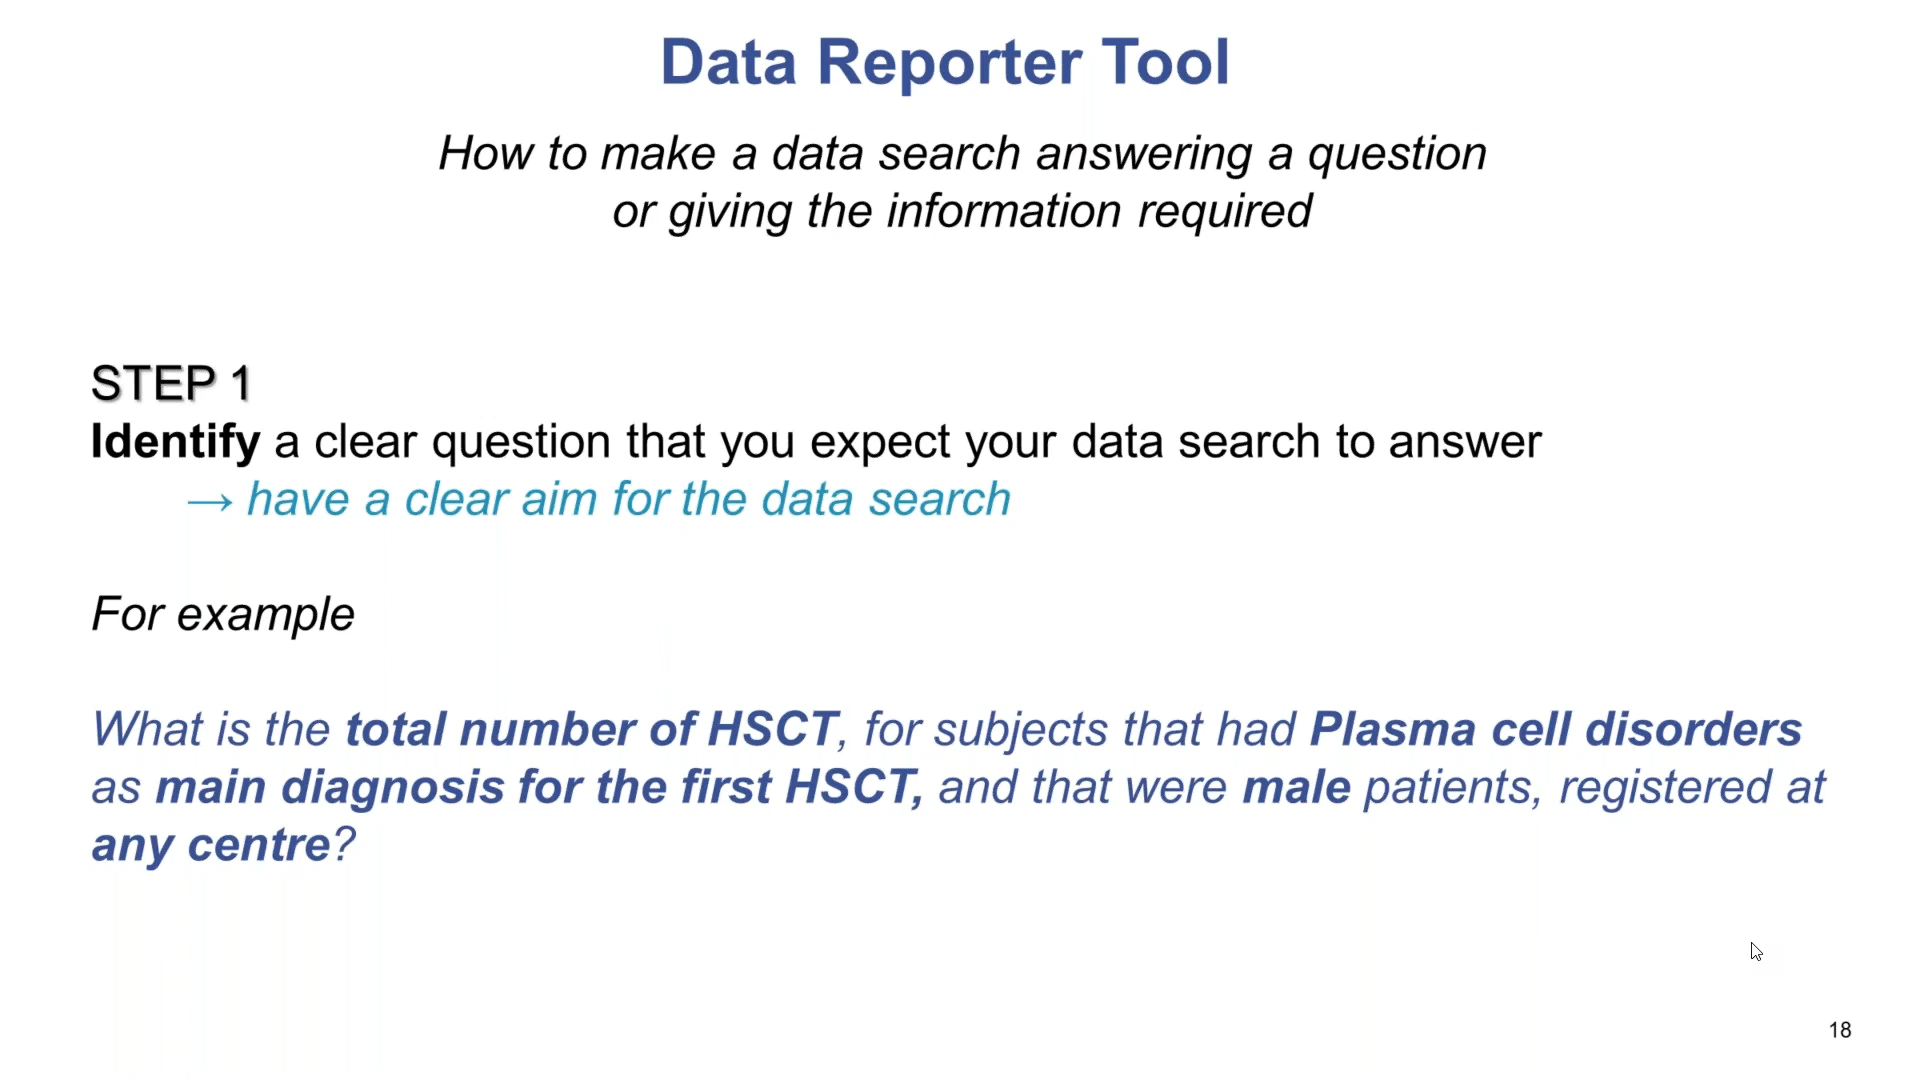 Data Reporter Tool
How to make a data search answering a question
or giving the information required
STEP 1
Identify a clear question that you expect your data search to answer
→ have a clear aim for the data search
For example
What is the total number of HSCT, for subjects that had Plasma cell disorders
as main diagnosis for the first HSCT, and that were male patients, registered at
any centre?
18